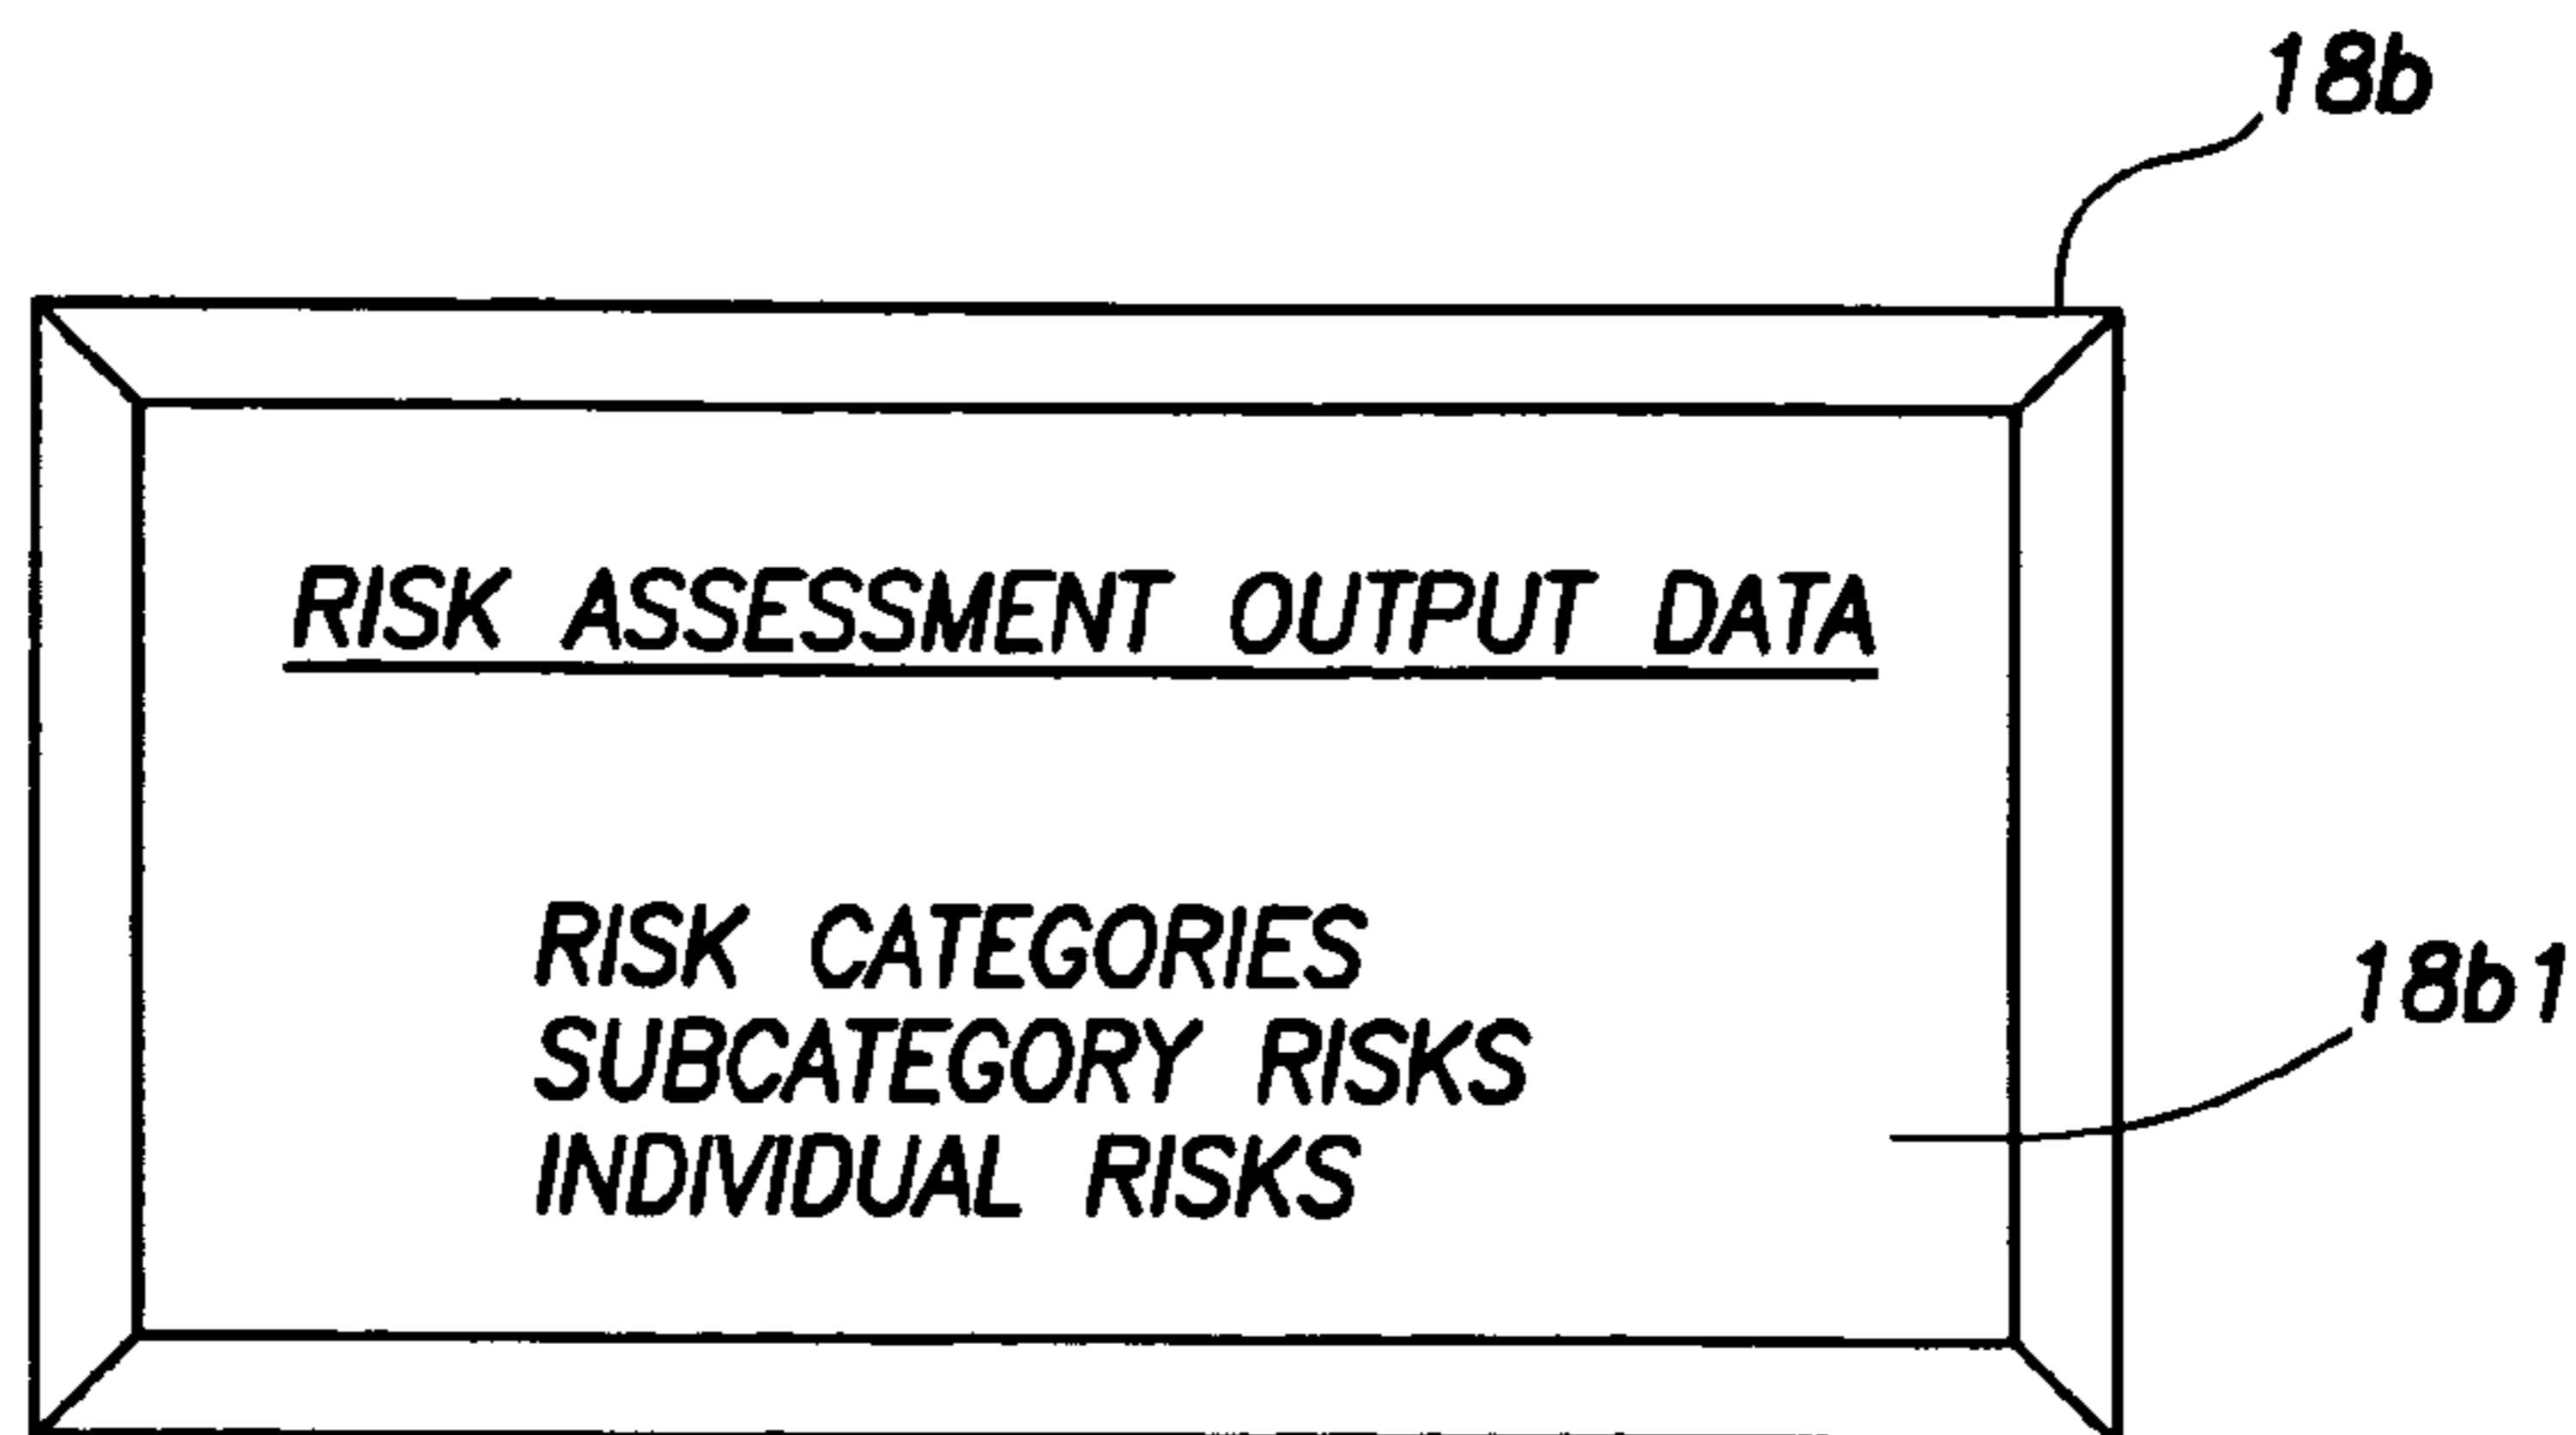 18b
RISK ASSESSMENT OUTPUT DATA
RISK CATEGORIES
18b1
SUBCATEGORY RISKS
INDIVIDUAL RISKS